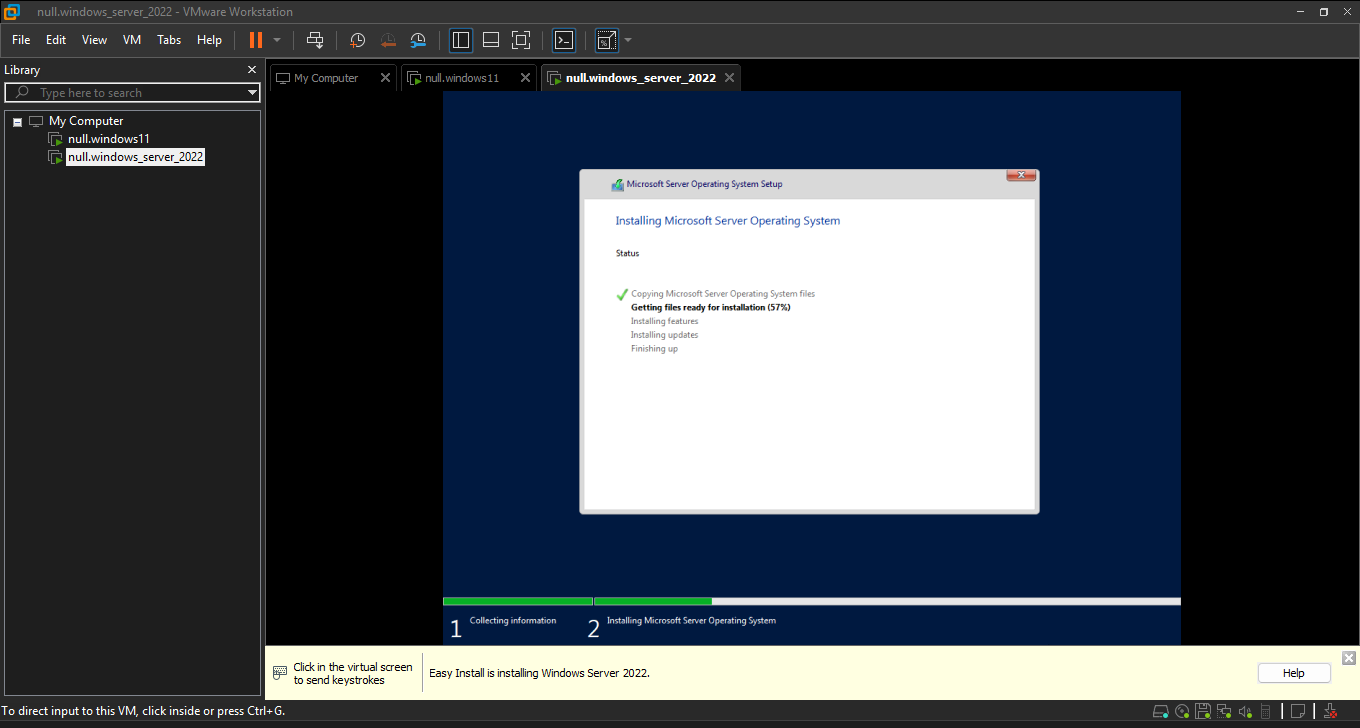 null.windows_server_2022 - VMware Workstation
File Edit View VM Tabs Help
Library
Type here to search
My Computer
null.windows11
null.windows_server_2022
My Computer
null.windows11
null.windows_server_2022
Microsoft Server Operating System Setup
Installing Microsoft Server Operating System
Status
Copying Microsoft Server Operating System files
Getting files ready for installation (57%)
Installing features
Installing updates
Finishing up
1 Collecting information
2 Installing Microsoft Server Operating System
Click in the virtual screen
to send keystrokes
Easy Install is installing Windows Server 2022.
Help
To direct input to this VM, click inside or press Ctrl+G.